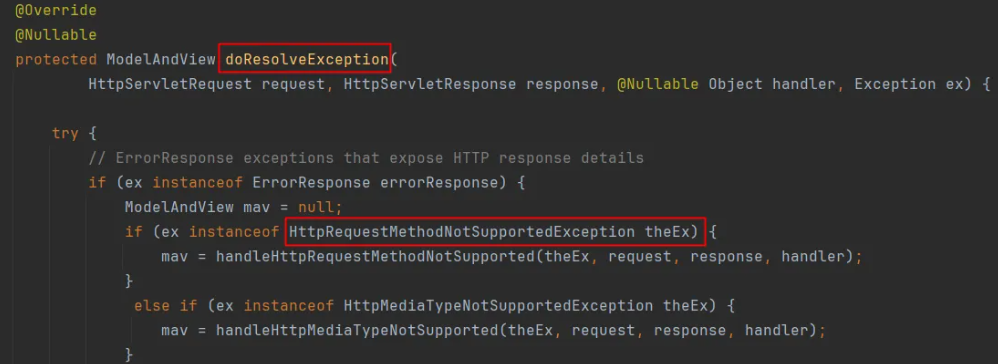 @Override
@Nullable
protected ModelAndView doResolveException(
HttpServletRequest request, HttpServletResponse response, @Nullable Object handler, Exception ex) {
try {
// ErrorResponse exceptions that expose HTTP response details
if (ex instanceof ErrorResponse errorResponse) {
ModelAndView mav = null;
if (ex instanceof HttpRequestMethodNotSupportedException theEx) {
mav = handleHttpRequestMethodNotSupported(theEx, request, response, handler);
}
else if (ex instanceof HttpMediaTypeNotSupportedException theEx) {
mav = handleHttpMediaTypeNotSupported(theEx, request, response, handler);
}